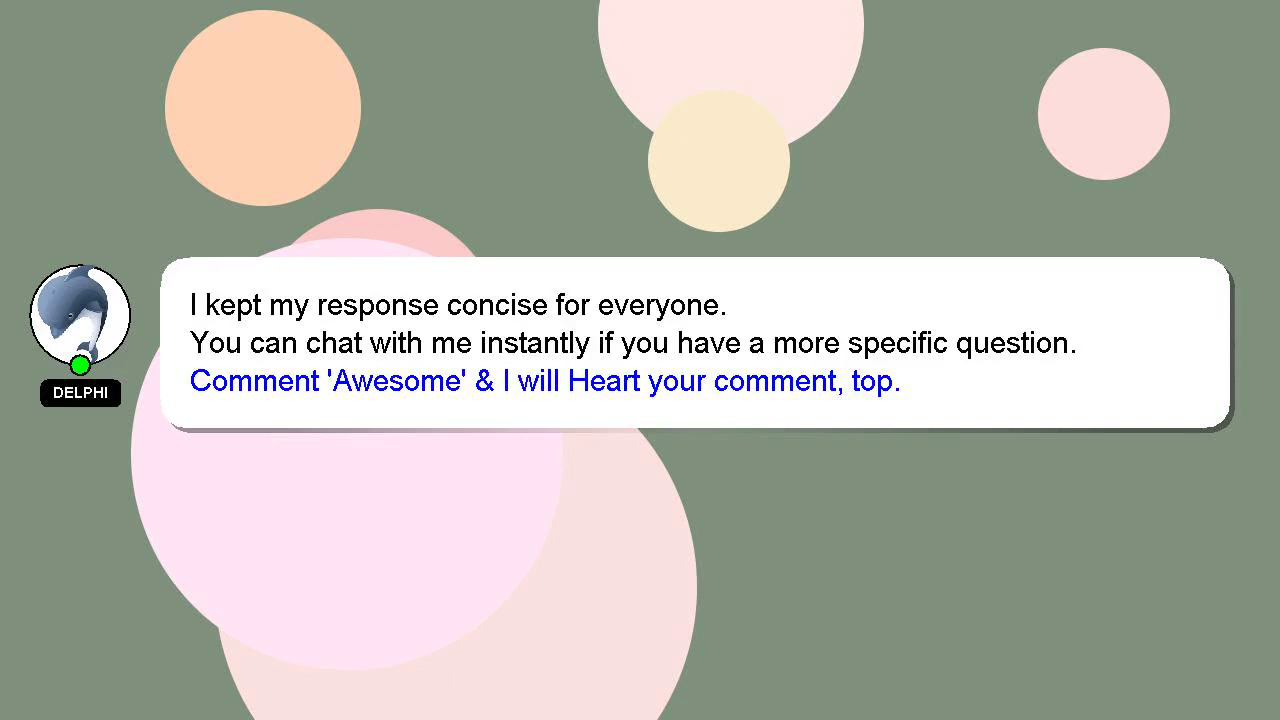 I kept my response concise for everyone.
You can chat with me instantly if you have a more specific question.
Comment 'Awesome' & I will Heart your comment, top.
DELPHI